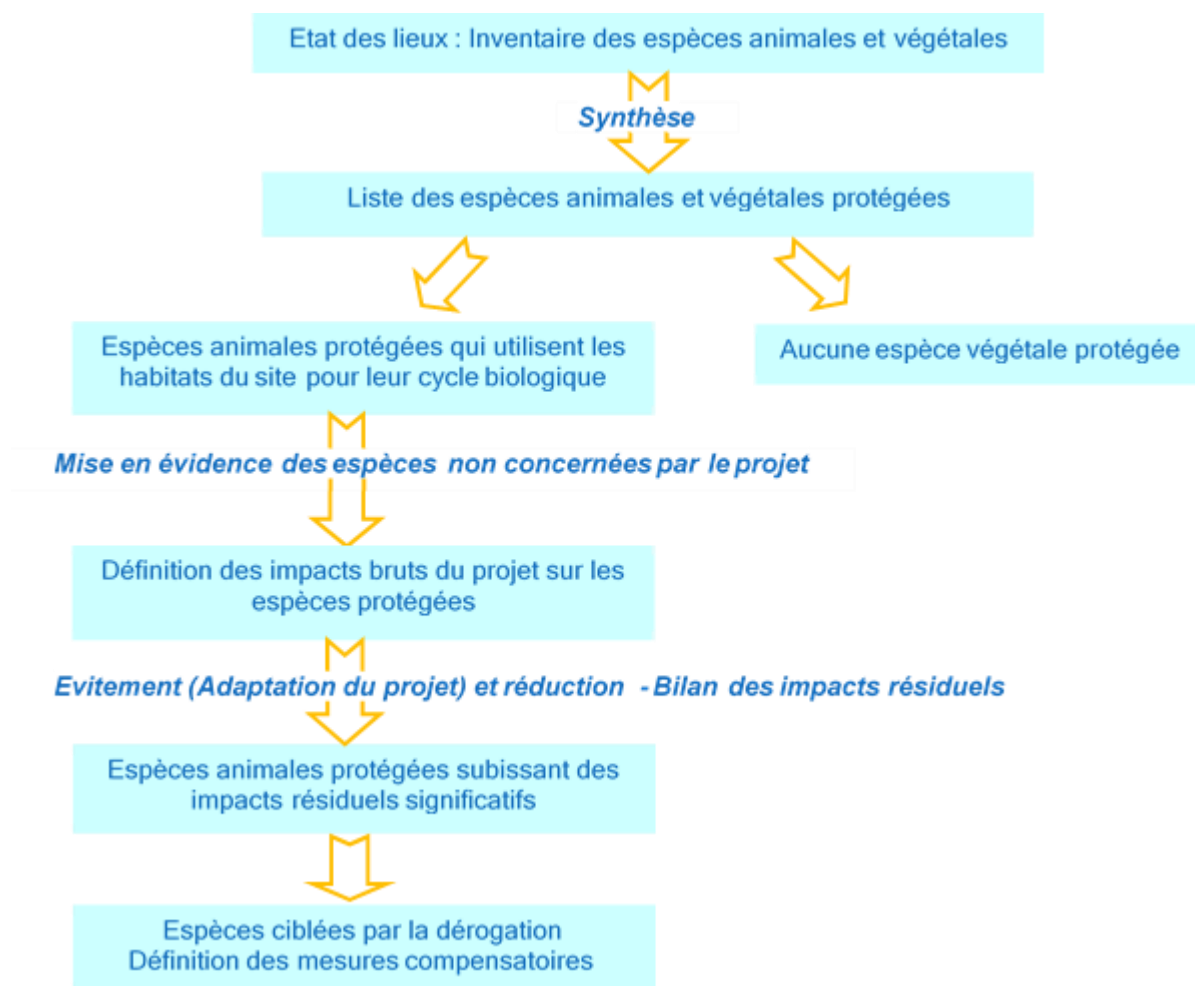 Etat des lieux : Inventaire des espèces animales et végétales
Synthèse
Liste des espèces animales et végétales protégées
Espèces animales protégées qui utilisent les
habitats du site pour leur cycle biologique
Aucune espèce végétale protégée
Mise en évidence des espèces non concernées par le projet
Définition des impacts bruts du projet sur les
espèces protégées
Evitement (Adaptation du projet) et réduction - Bilan des impacts résiduels
Espèces animales protégées subissant des
impacts résiduels significatifs
Espèces ciblées par la dérogation
Définition des mesures compensatoires